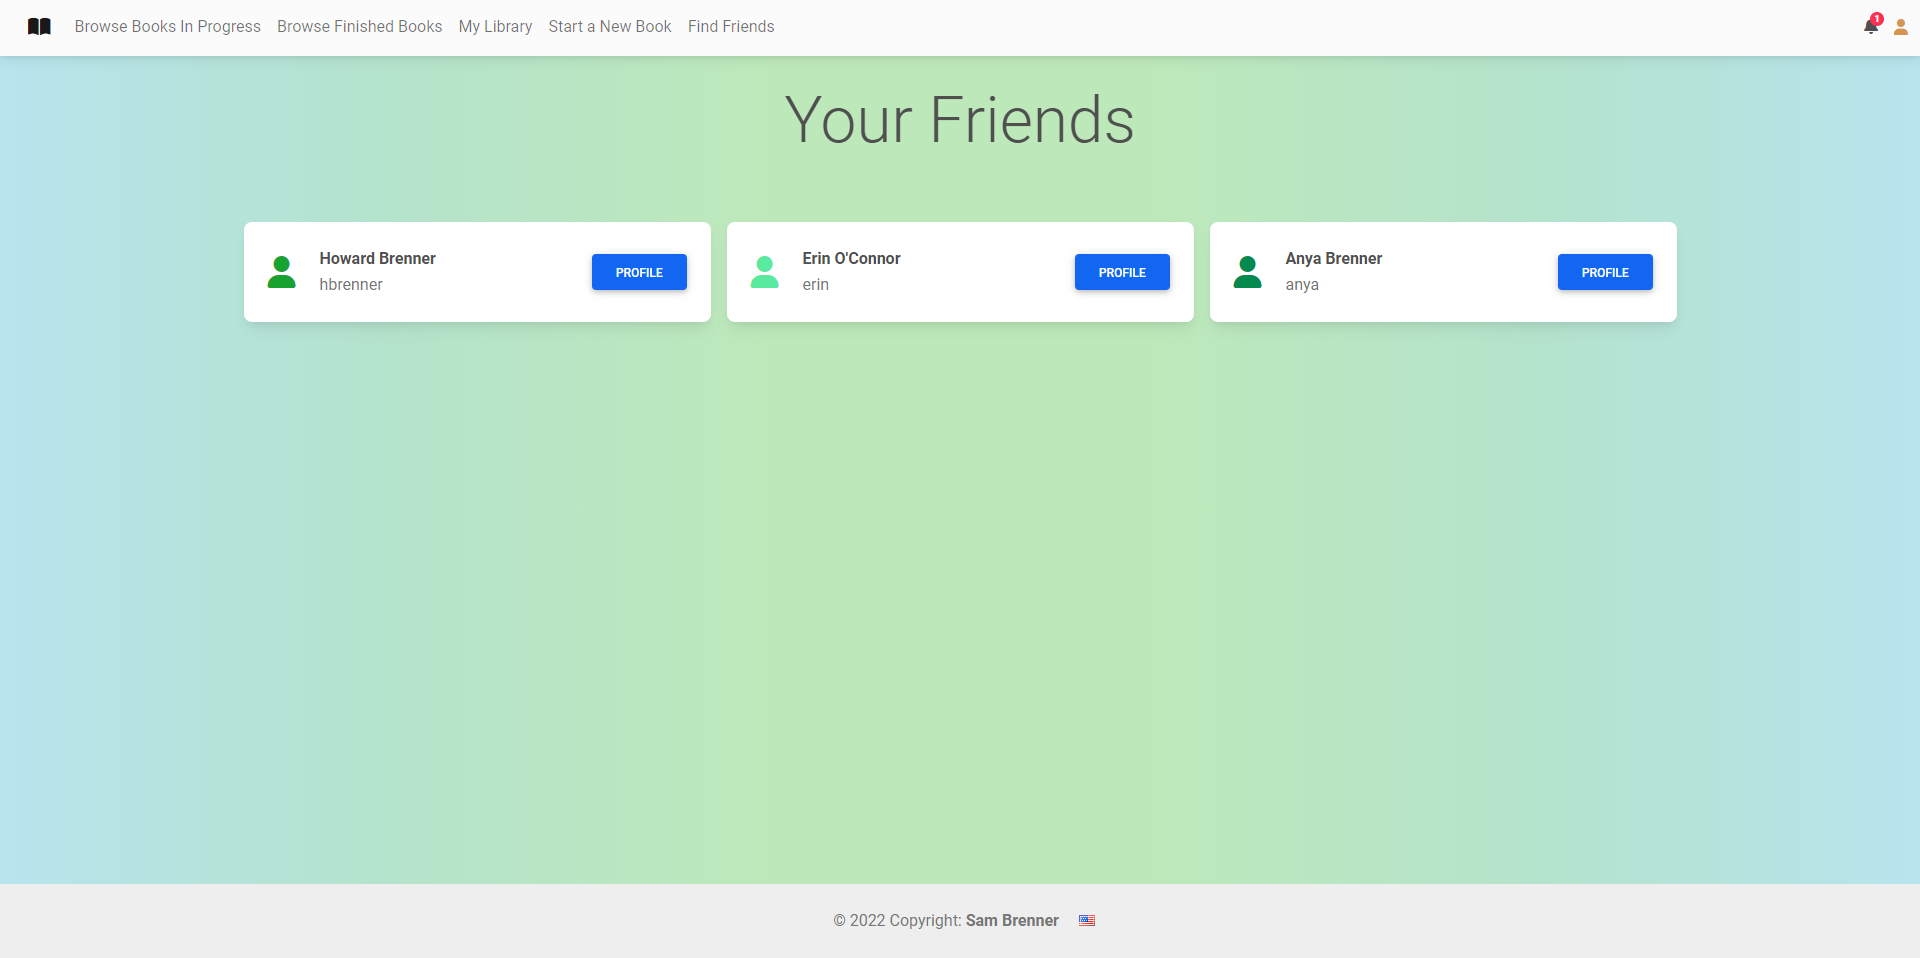 Browse Books In Progress Browse Finished Books My Library Start a New Book Find Friends 1
Your Friends
Howard Brenner
hbrenner
PROFILE
Erin O'Connor
erin
PROFILE
Anya Brenner
anya
PROFILE
© 2022 Copyright: Sam Brenner